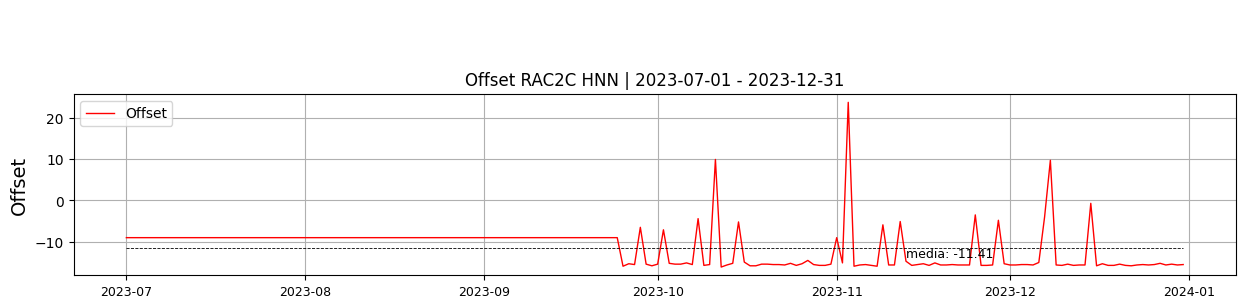 Offset RAC2C HNN | 2023-07-01 - 2023-12-31
Offset
Offset
20
10
0
−10
media: -11.41
2023-07
2023-08
2023-09
2023-10
2023-11
2023-12
2024-01